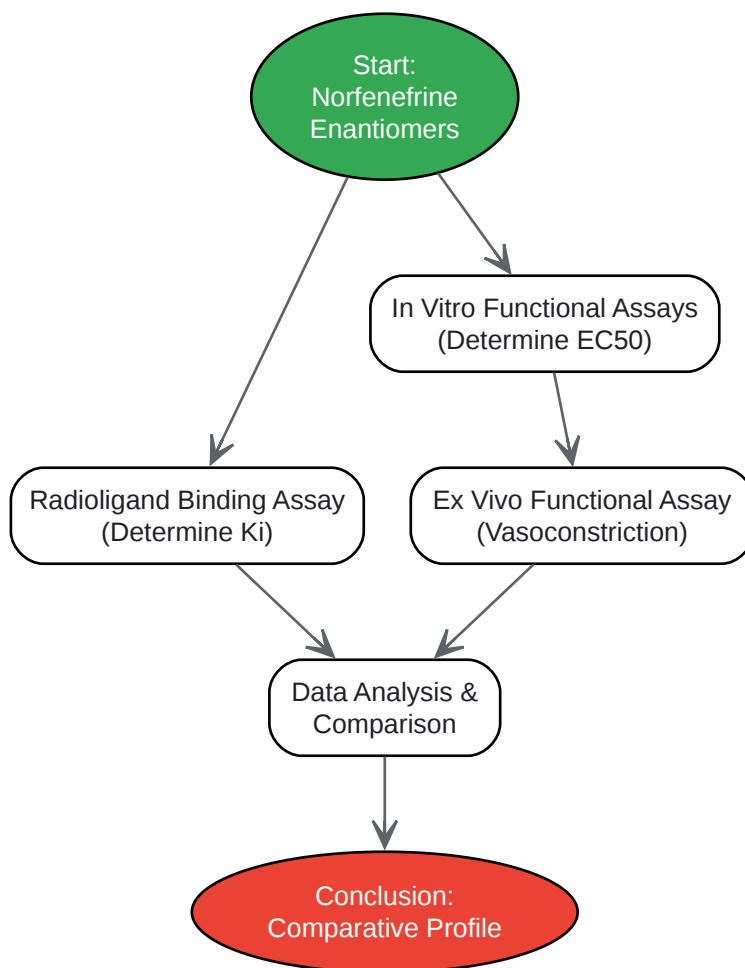 Start:
Norfenefrine
Enantiomers
In Vitro Functional Assays
(Determine EC50)
Radioligand Binding Assay
(Determine Ki)
Ex Vivo Functional Assay
(Vasoconstriction)
Data Analysis &
Comparison
Conclusion:
Comparative Profile